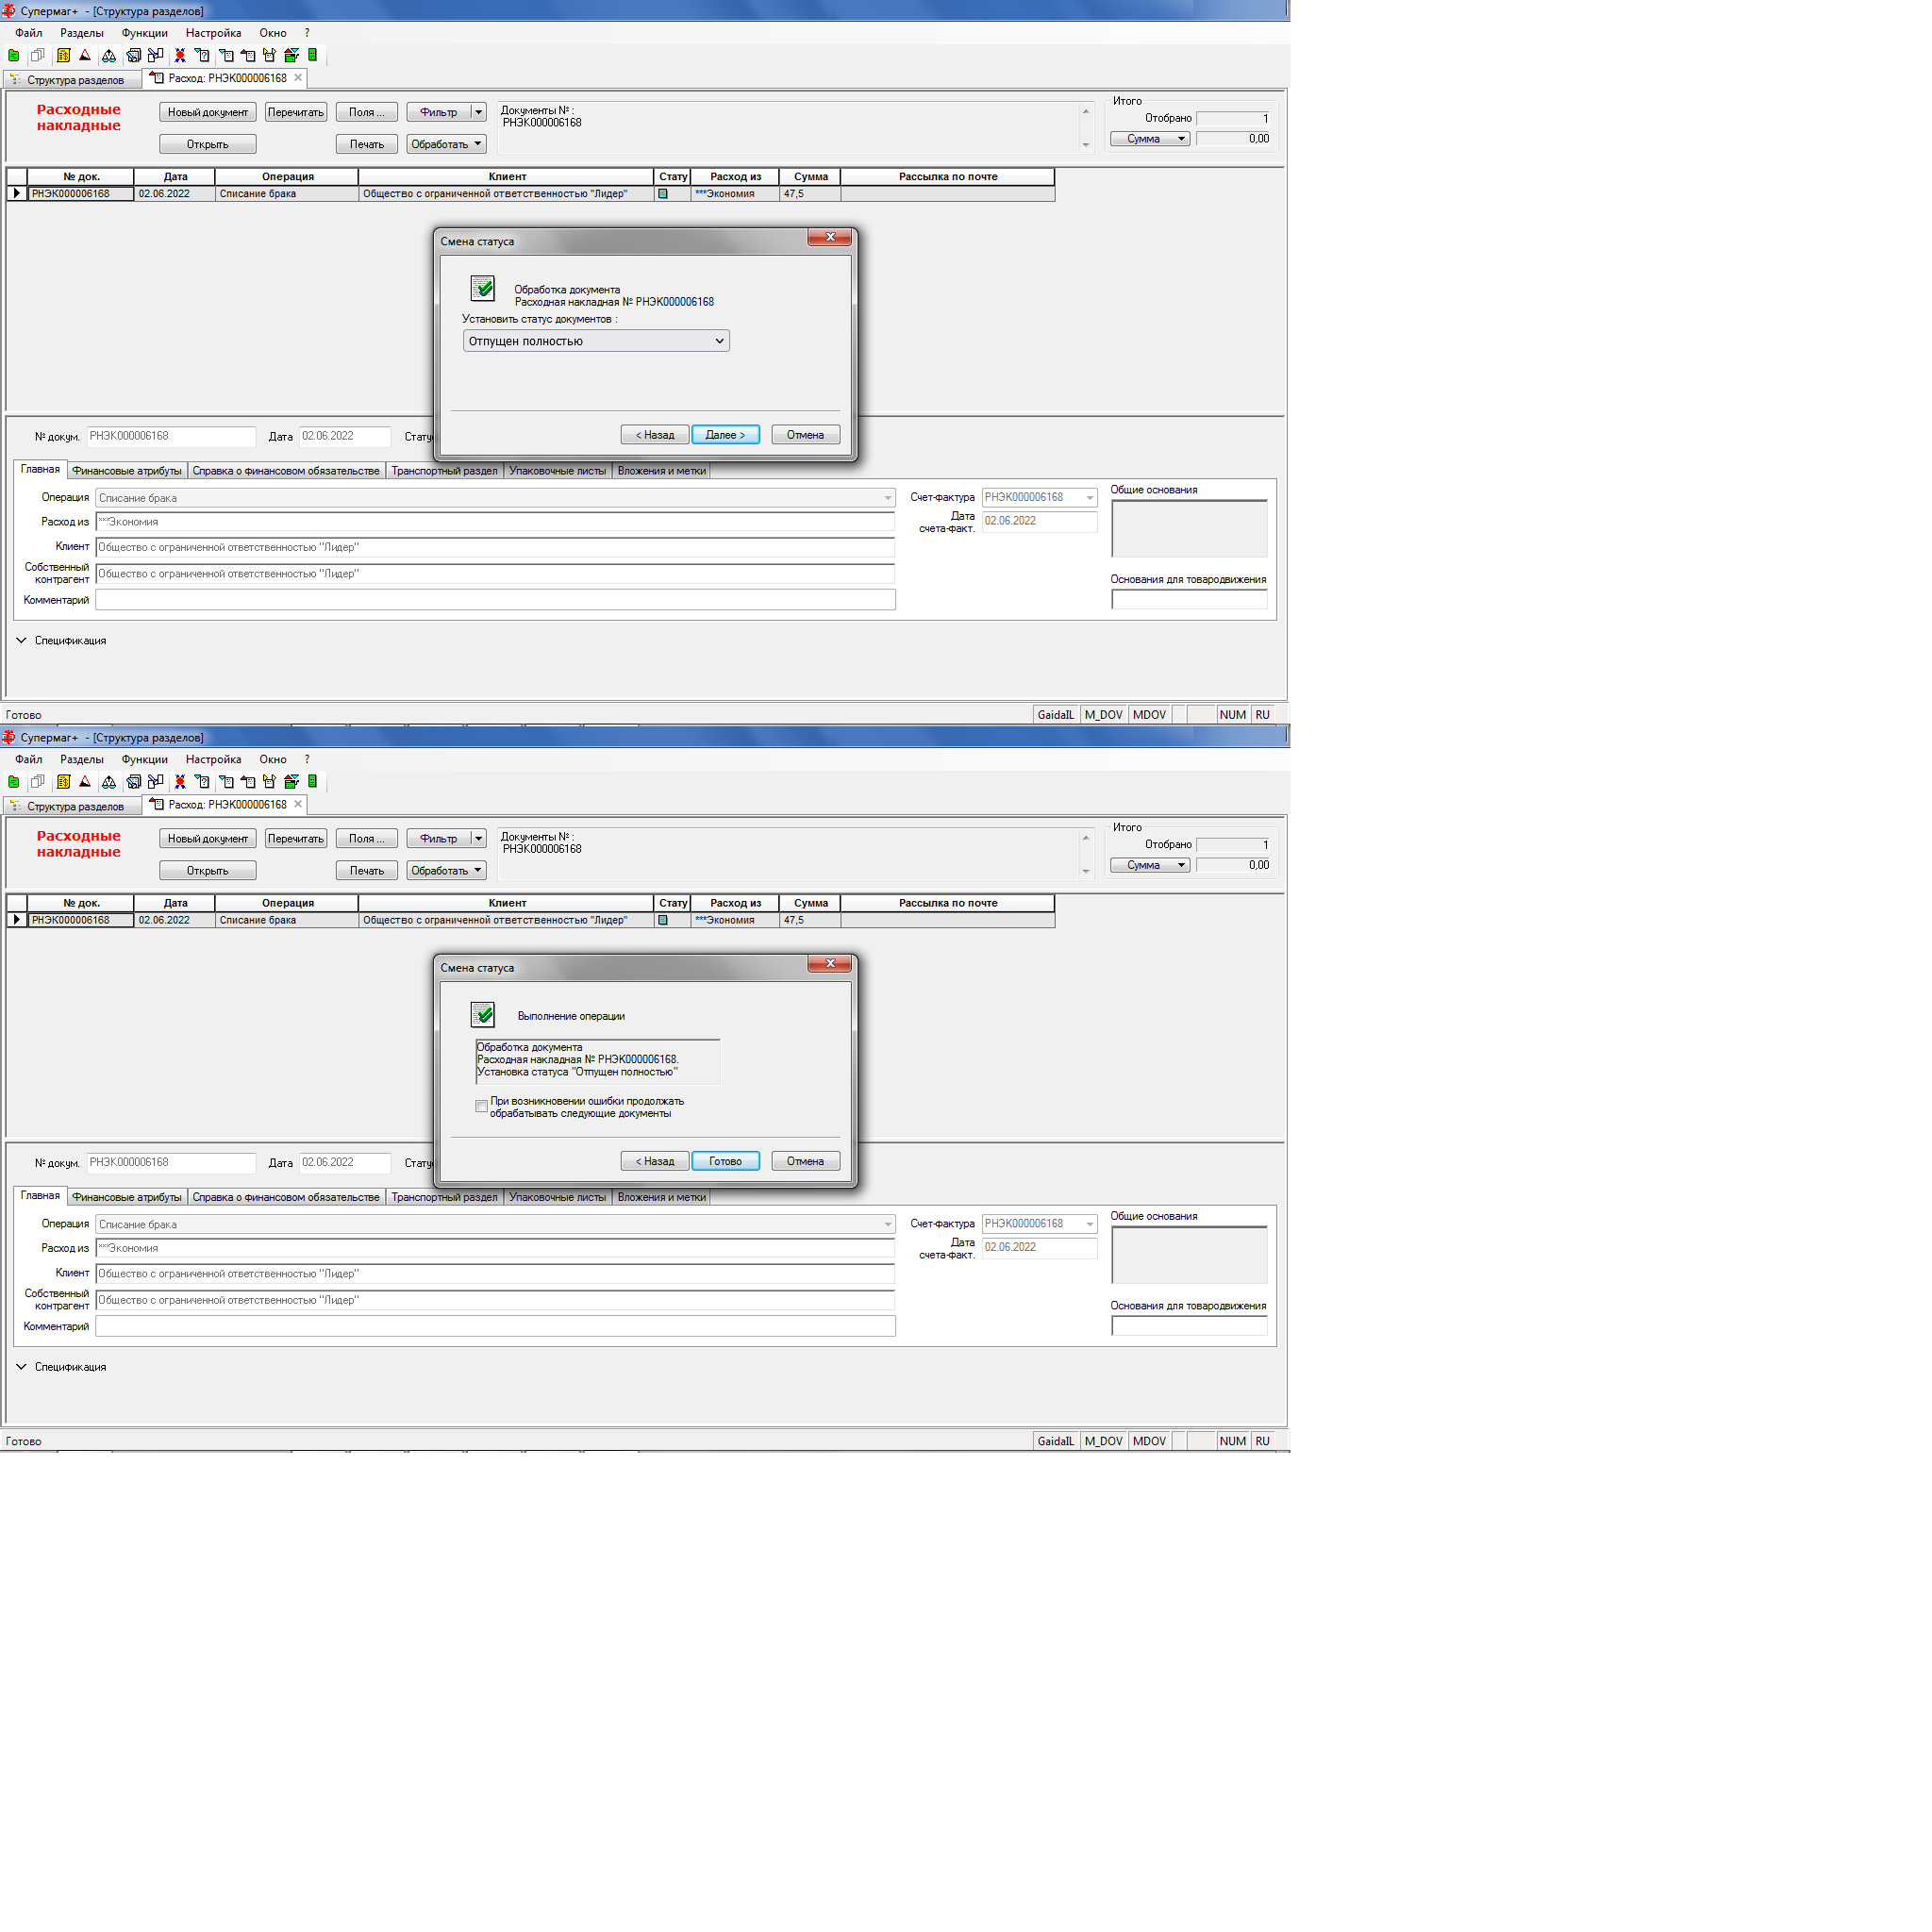 Супермаг+ - [Структура разделов]
Файл Разделы Функции Настройка Окно ?
Структура разделов Расход: РНЭК000006168
Расходные
накладные
Новый документ Перечитать Поля ... Фильтр
Открыть Печать Обработать
Документы № :
РНЭК000006168
Итого
Отобрано 1
Сумма 0,00
№ док. Дата Операция Клиент Стату Расход из Сумма Рассылка по почте
РНЭК000006168 02.06.2022 Списание брака Общество с ограниченной ответственностью "Лидер" ***Экономия 47,5
Смена статуса
Обработка документа
Расходная накладная № РНЭК000006168
Установить статус документов :
Отпущен полностью
< Назад Далее > Отмена
№ докум. РНЭК000006168 Дата 02.06.2022 Стату
Главная Финансовые атрибуты Справка о финансовом обязательстве Транспортный раздел Упаковочные листы Вложения и метки
Операция Списание брака
Расход из ***Экономия
Клиент Общество с ограниченной ответственностью "Лидер"
Собственный
контрагент Общество с ограниченной ответственностью "Лидер"
Комментарий
Счет-фактура РНЭК000006168
Дата
счета-факт. 02.06.2022
Общие основания
Основания для товародвижения
Спецификация
Готово GaidaIL M_DOV MDOV NUM RU
Супермаг+ - [Структура разделов]
Файл Разделы Функции Настройка Окно ?
Структура разделов Расход: РНЭК000006168
Расходные
накладные
Новый документ Перечитать Поля ... Фильтр
Открыть Печать Обработать
Документы № :
РНЭК000006168
Итого
Отобрано 1
Сумма 0,00
№ док. Дата Операция Клиент Стату Расход из Сумма Рассылка по почте
РНЭК000006168 02.06.2022 Списание брака Общество с ограниченной ответственностью "Лидер" ***Экономия 47,5
Смена статуса
Выполнение операции
Обработка документа
Расходная накладная № РНЭК000006168.
Установка статуса "Отпущен полностью"
При возникновении ошибки продолжать
обрабатывать следующие документы
< Назад Готово Отмена
№ докум. РНЭК000006168 Дата 02.06.2022 Стату
Главная Финансовые атрибуты Справка о финансовом обязательстве Транспортный раздел Упаковочные листы Вложения и метки
Операция Списание брака
Расход из ***Экономия
Клиент Общество с ограниченной ответственностью "Лидер"
Собственный
контрагент Общество с ограниченной ответственностью "Лидер"
Комментарий
Счет-фактура РНЭК000006168
Дата
счета-факт. 02.06.2022
Общие основания
Основания для товародвижения
Спецификация
Готово GaidaIL M_DOV MDOV NUM RU